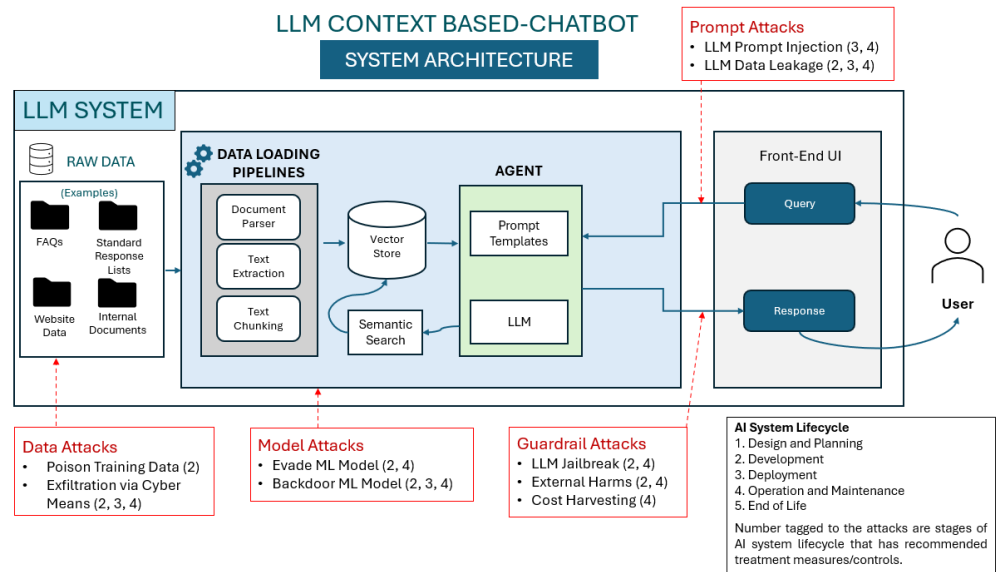 LLM CONTEXT BASED-CHATBOT
SYSTEM ARCHITECTURE
Prompt Attacks
• LLM Prompt Injection (3, 4)
• LLM Data Leakage (2, 3, 4)
LLM SYSTEM
RAW DATA
(Examples)
FAQs
Standard
Response
Lists
Website
Data
Internal
Documents
DATA LOADING
PIPELINES
Document
Parser
Text
Extraction
Text
Chunking
Vector
Store
Semantic
Search
AGENT
Prompt
Templates
LLM
Front-End UI
Query
Response
User
Data Attacks
• Poison Training Data (2)
• Exfiltration via Cyber
Means (2, 3, 4)
Model Attacks
• Evade ML Model (2, 4)
• Backdoor ML Model (2, 3, 4)
Guardrail Attacks
• LLM Jailbreak (2, 4)
• External Harms (2, 4)
• Cost Harvesting (4)
AI System Lifecycle
1. Design and Planning
2. Development
3. Deployment
4. Operation and Maintenance
5. End of Life
Number tagged to the attacks are stages of
AI system lifecycle that has recommended
treatment measures/controls.